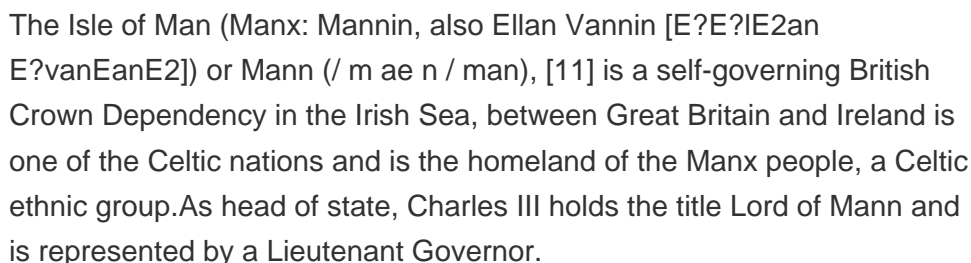 The Isle of Man (Manx: Mannin, also Ellan Vannin [E?E?lE2an
E?vanEanE2]) or Mann (/ m ae n / man), [11] is a self-governing British
Crown Dependency in the Irish Sea, between Great Britain and Ireland is
one of the Celtic nations and is the homeland of the Manx people, a Celtic
ethnic group.As head of state, Charles III holds the title Lord of Mann and
is represented by a Lieutenant Governor.